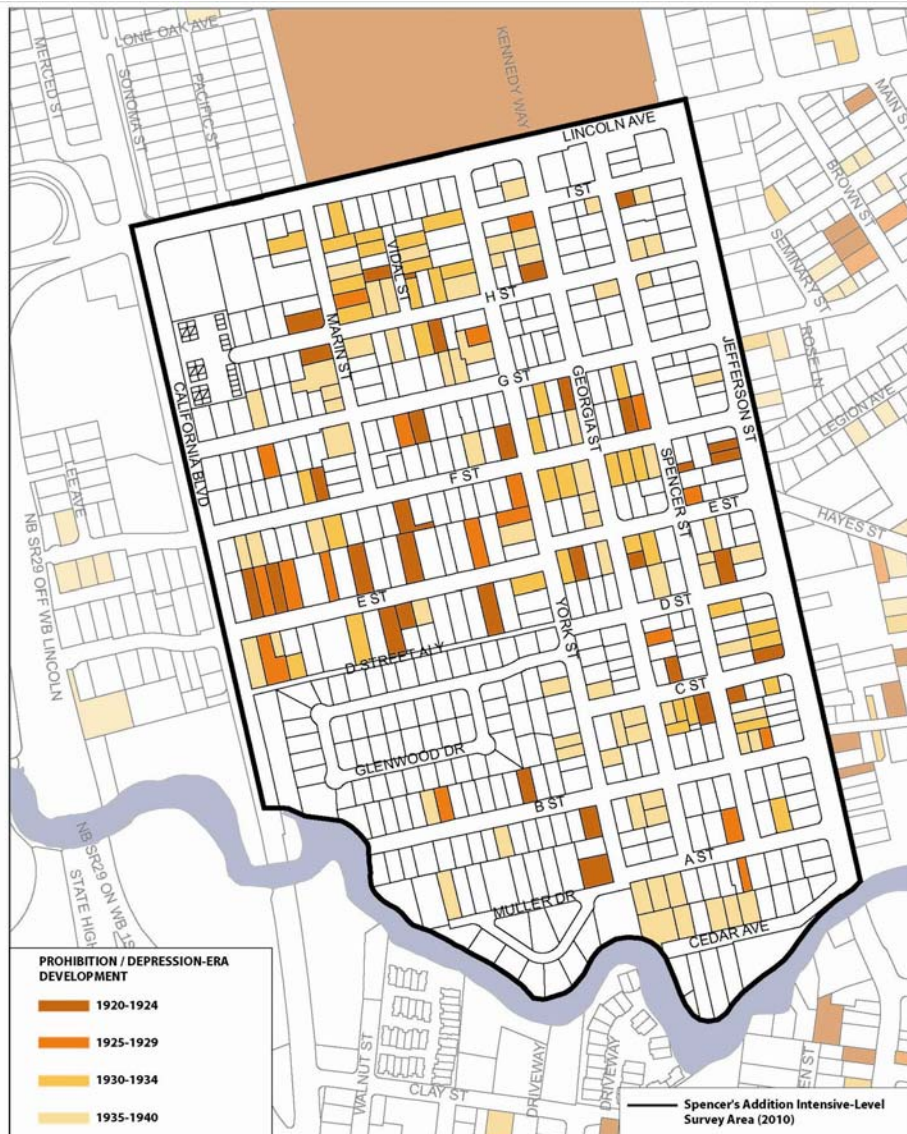 LONE OAK AVE
MERCED ST
SONOMA ST
PACIFIC ST
KENNEDY WAY
MAIN ST
LINCOLN AVE
BROWN ST
I ST
SEMINARY ST
VIDAL ST
H ST
MARIN ST
ROSE LN
JEFFERSON ST
G ST
GEORGIA ST
CALIFORNIA BLVD
LEGION AVE
LEE AVE
F ST
SPENCER ST
E ST
HAYES ST
NB SR29 OFF WB LINCOLN
E ST
D ST
YORK ST
D STREET ALY
C ST
GLENWOOD DR
B ST
NB SR29 ON WB 1S
A ST
STATE HIGH
MULLER DR
CEDAR AVE
PROHIBITION / DEPRESSION-ERA
DEVELOPMENT
1920-1924
1925-1929
1930-1934
1935-1940
WALNUT ST
CLAY ST
DRIVEWAY
DRIVEWAY
EN ST
Spencer's Addition Intensive-Level
Survey Area (2010)